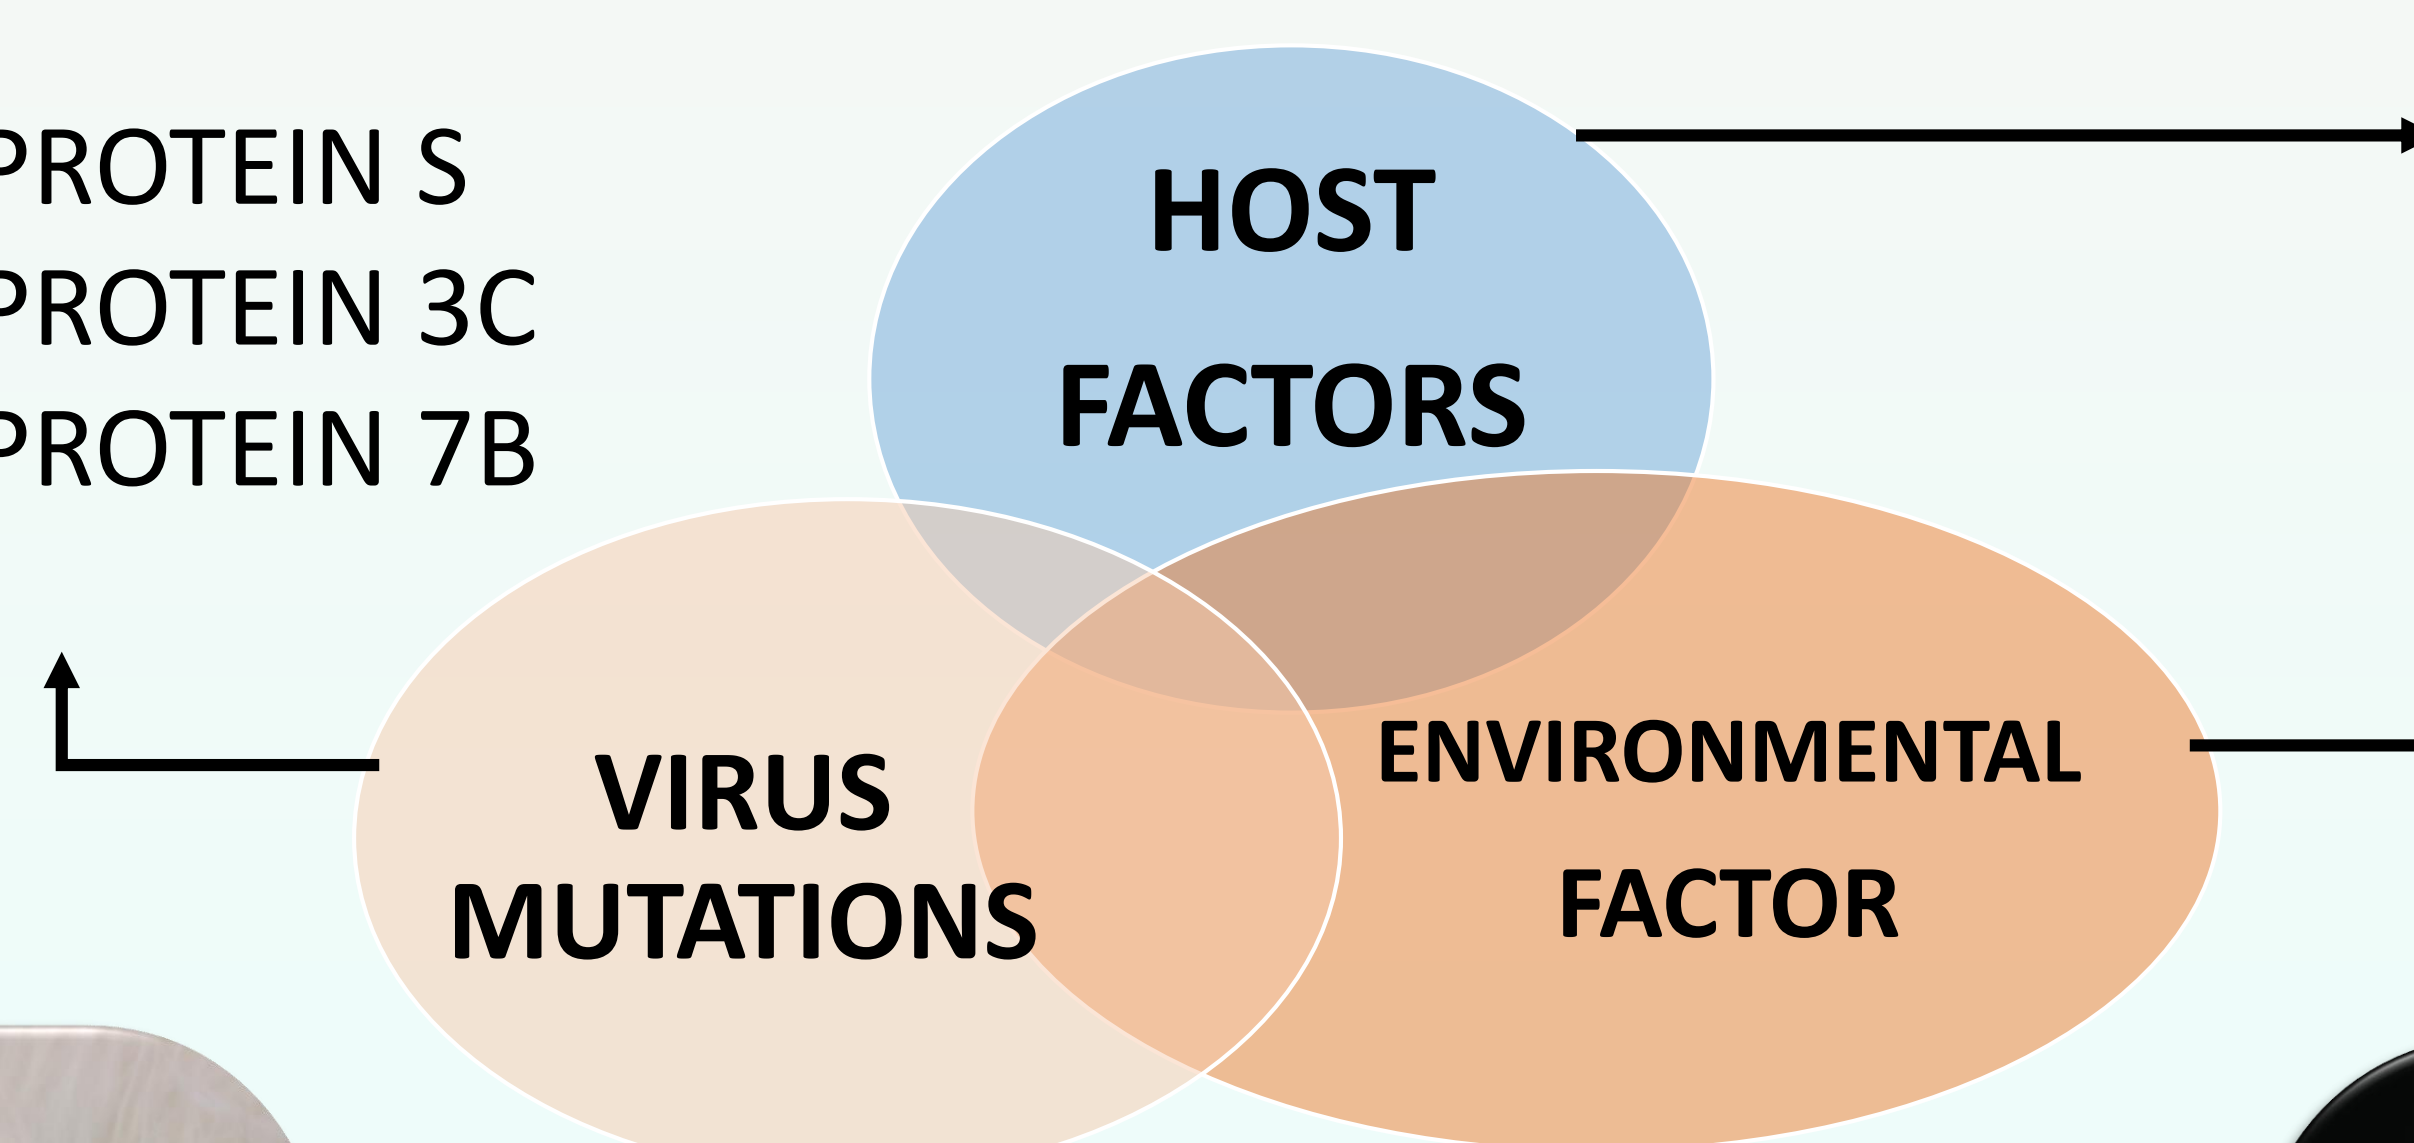 PROTEIN S
PROTEIN 3C
PROTEIN 7B
HOST
FACTORS
VIRUS
MUTATIONS
ENVIRONMENTAL
FACTOR